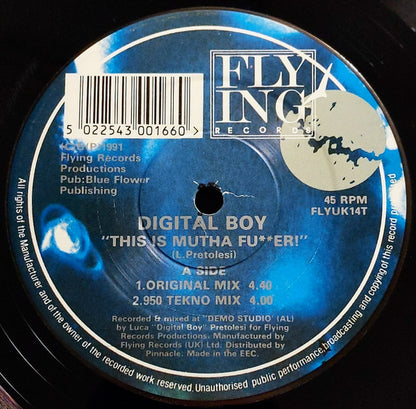 FLY
ING
RECORDS
5 022543 001660 >
(C)&(P)1991
Flying Records
Productions
Pub:Blue Flower
Publishing
45 RPM
FLYUK14T
DIGITAL BOY
"THIS IS MUTHA FU**ER!"
(L.Pretolesi)
A SIDE
1.ORIGINAL MIX 4.40
2.950 TEKNO MIX 4.00
Recorded & mixed at "DEMO STUDIO' (AL)
by Luca "Digital Boy" Pretolesi for Flying
Records Productions. Manufactured by
Flying Records (UK) Ltd. Distributed by
Pinnacle. Made in the EEC.
All rights of the Manufacturer and of the owner of the recorded work reserved. Unauthorised public performance, broadcasting and copying of this record prohibited.